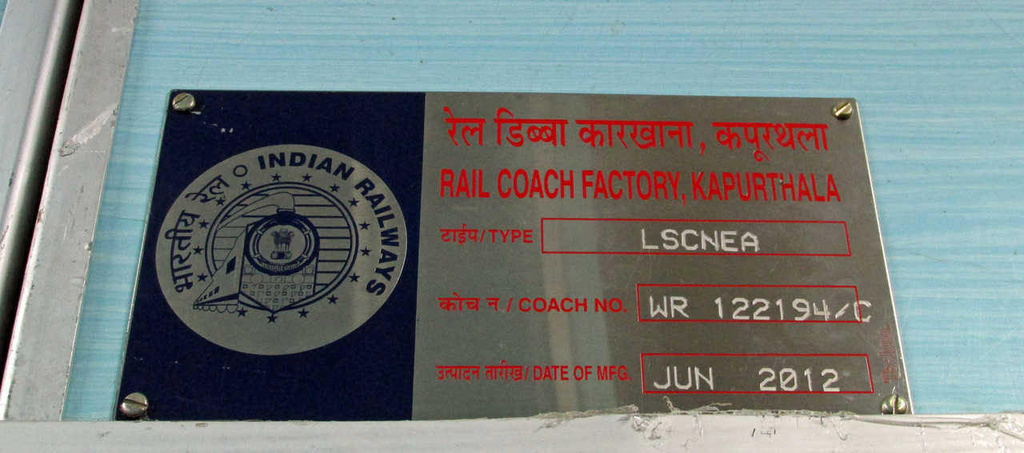 भारतीय रेल
INDIAN RAILWAYS
रेल डिब्बा कारखाना, कपूरथला
RAIL COACH FACTORY, KAPURTHALA
टाईप/TYPE LSCNEA
कोच न/COACH NO. WR 122194/C
उत्पादन तारीख/DATE OF MFG. JUN 2012